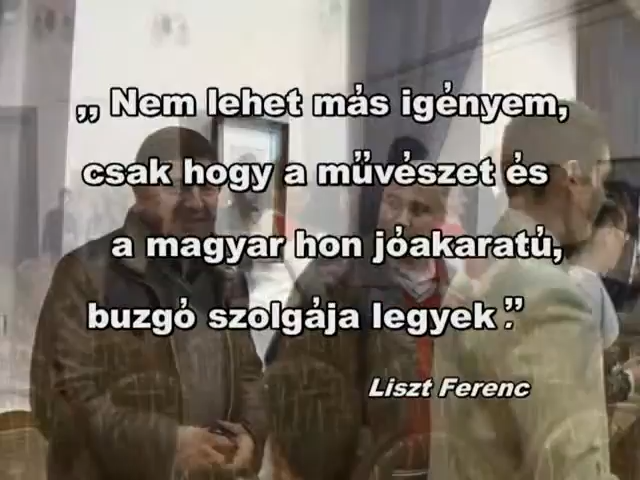 „ Nem lehet más igényem,
csak hogy a művészet és
a magyar hon jóakaratú,
buzgó szolgája legyek.”
Liszt Ferenc